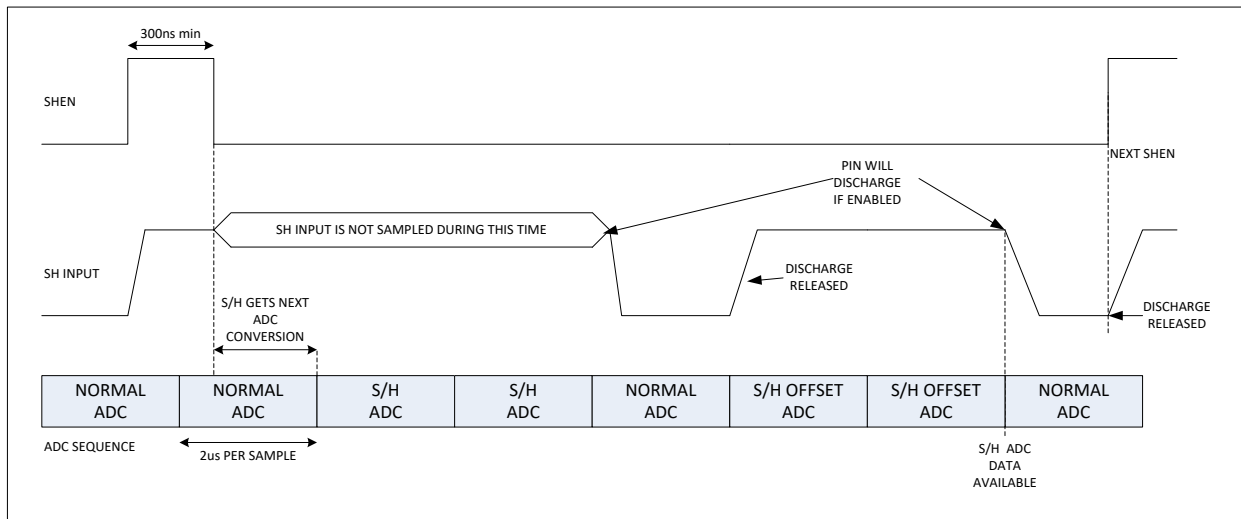 300ns min
SHEN
NEXT SHEN
PIN WILL
DISCHARGE
IF ENABLED
SH INPUT IS NOT SAMPLED DURING THIS TIME
SH INPUT
DISCHARGE
RELEASED
DISCHARGE
RELEASED
S/H GETS NEXT
ADC
CONVERSION
NORMAL
ADC
NORMAL
ADC
S/H
ADC
S/H
ADC
NORMAL
ADC
S/H OFFSET
ADC
S/H OFFSET
ADC
NORMAL
ADC
ADC SEQUENCE
2us PER SAMPLE
S/H ADC
DATA
AVAILABLE